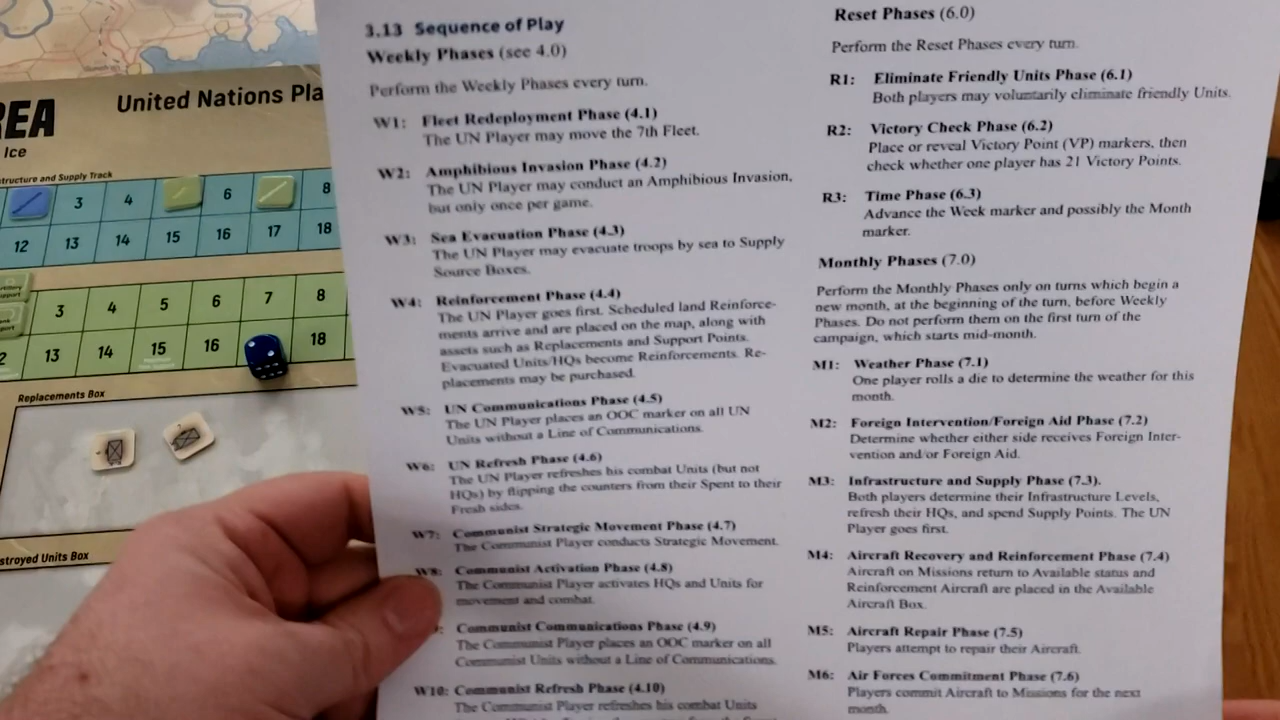 REA
Ice
United Nations Pla
structure and Supply Track
3
4
6
8
12
13
14
15
16
17
18
3
4
5
6
7
8
2
13
14
15
16
18
Replacements Box
stroyed Units Box
3.13 Sequence of Play
Weekly Phases (see 4.0)
Perform the Weekly Phases every turn.
W1: Fleet Redeployment Phase (4.1)
The UN Player may move the 7th Fleet.
W2: Amphibious Invasion Phase (4.2)
The UN Player may conduct an Amphibious Invasion,
but only once per game.
W3: Sea Evacuation Phase (4.3)
The UN Player may evacuate troops by sea to Supply
Source Boxes.
W4: Reinforcement Phase (4.4)
The UN Player goes first. Scheduled land Reinforce-
ments arrive and are placed on the map, along with
assets such as Replacements and Support Points.
Evacuated Units/HQs become Reinforcements. Re-
placements may be purchased.
W5: UN Communications Phase (4.5)
The UN Player places an OOC marker on all UN
Units without a Line of Communications.
W6: UN Refresh Phase (4.6)
The UN Player refreshes his combat Units (but not
HQs) by flipping the counters from their Spent to their
Fresh sides.
W7: Communist Strategic Movement Phase (4.7)
The Communist Player conducts Strategic Movement.
W8: Communist Activation Phase (4.8)
The Communist Player activates HQs and Units for
movement and combat.
Communist Communications Phase (4.9)
The Communist Player places an OOC marker on all
Communist Units without a Line of Communications.
W10: Communist Refresh Phase (4.10)
The Communist Player refreshes his combat Units
Reset Phases (6.0)
Perform the Reset Phases every turn.
R1: Eliminate Friendly Units Phase (6.1)
Both players may voluntarily eliminate friendly Units.
R2: Victory Check Phase (6.2)
Place or reveal Victory Point (VP) markers, then
check whether one player has 21 Victory Points.
R3: Time Phase (6.3)
Advance the Week marker and possibly the Month
marker.
Monthly Phases (7.0)
Perform the Monthly Phases only on turns which begin a
new month, at the beginning of the turn, before Weekly
Phases. Do not perform them on the first turn of the
campaign, which starts mid-month.
M1: Weather Phase (7.1)
One player rolls a die to determine the weather for this
month.
M2: Foreign Intervention/Foreign Aid Phase (7.2)
Determine whether either side receives Foreign Inter-
vention and/or Foreign Aid.
M3: Infrastructure and Supply Phase (7.3).
Both players determine their Infrastructure Levels,
refresh their HQs, and spend Supply Points. The UN
Player goes first.
M4: Aircraft Recovery and Reinforcement Phase (7.4)
Aircraft on Missions return to Available status and
Reinforcement Aircraft are placed in the Available
Aircraft Box.
M5: Aircraft Repair Phase (7.5)
Players attempt to repair their Aircraft.
M6: Air Forces Commitment Phase (7.6)
Players commit Aircraft to Missions for the next
month.